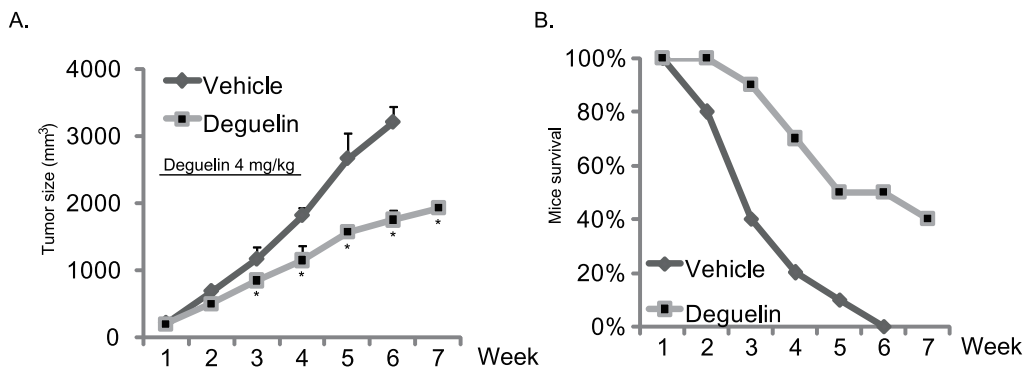 A.
4000
3000
2000
1000
0
Tumor size (mm³)
Vehicle
Deguelin
Deguelin 4 mg/kg
*
*
*
*
*
1 2 3 4 5 6 7 Week
B.
100%
80%
60%
40%
20%
0%
Mice survival
Vehicle
Deguelin
1 2 3 4 5 6 7 Week